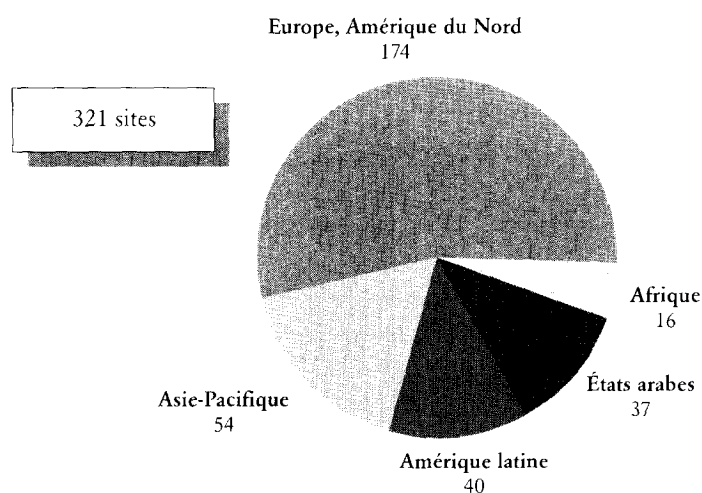 Europe, Amérique du Nord
174
321 sites
Afrique
16
États arabes
37
Asie-Pacifique
54
Amérique latine
40